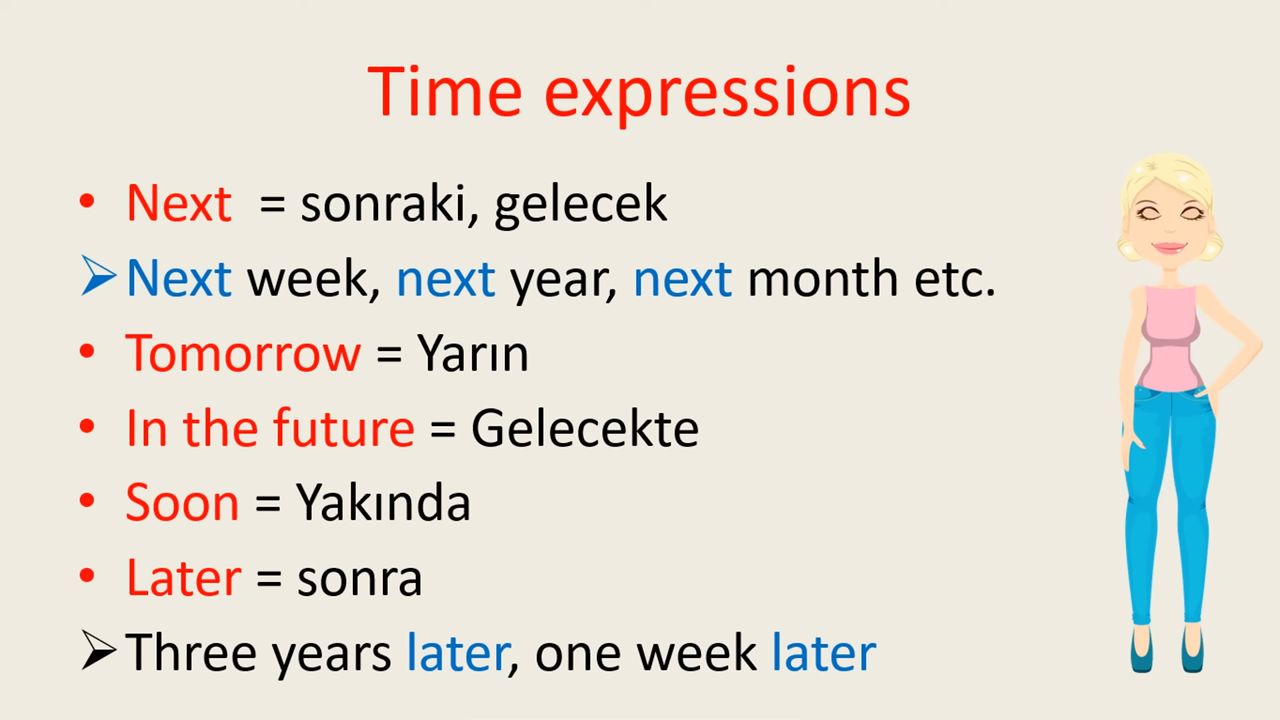 Time expressions
• Next = sonraki, gelecek
➢ Next week, next year, next month etc.
• Tomorrow = Yarın
• In the future = Gelecekte
• Soon = Yakında
• Later = sonra
➢ Three years later, one week later